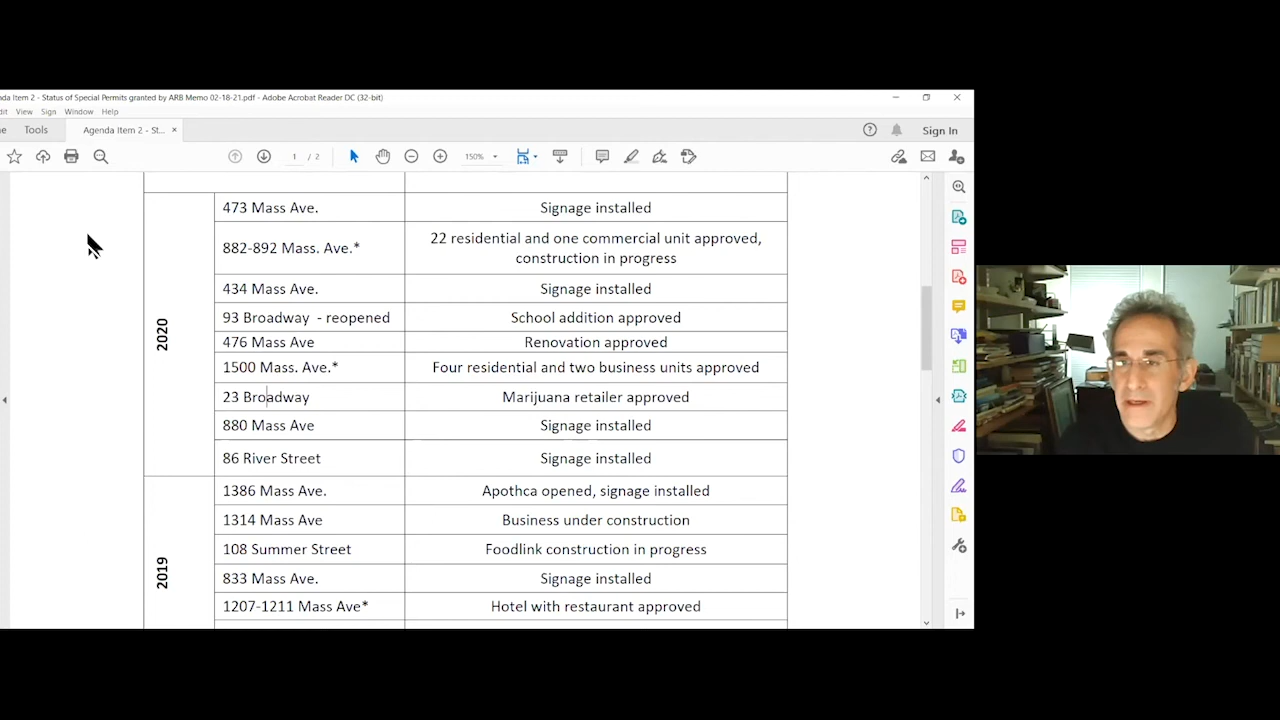 nda Item 2 - Status of Special Permits granted by ARB Memo 02-18-21.pdf - Adobe Acrobat Reader DC (32-bit)
dit View Sign Window Help
e Tools Agenda Item 2 - St... × Sign In
1 / 2 150%
2020
473 Mass Ave. Signage installed
882-892 Mass. Ave.* 22 residential and one commercial unit approved,
construction in progress
434 Mass Ave. Signage installed
93 Broadway - reopened School addition approved
476 Mass Ave Renovation approved
1500 Mass. Ave.* Four residential and two business units approved
23 Broadway Marijuana retailer approved
880 Mass Ave Signage installed
86 River Street Signage installed
2019
1386 Mass Ave. Apothca opened, signage installed
1314 Mass Ave Business under construction
108 Summer Street Foodlink construction in progress
833 Mass Ave. Signage installed
1207-1211 Mass Ave* Hotel with restaurant approved